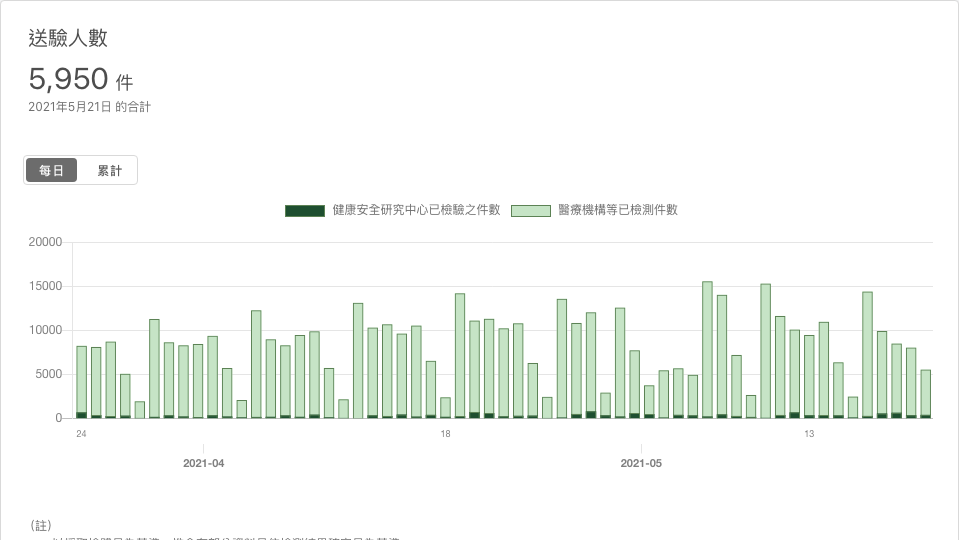 送驗人數
5,950 件
2021年5月21日 的合計
每日 累計
健康安全研究中心已檢驗之件數 醫療機構等已檢測件數
20000
15000
10000
5000
0
24 18 13
2021-04 2021-05
(註)